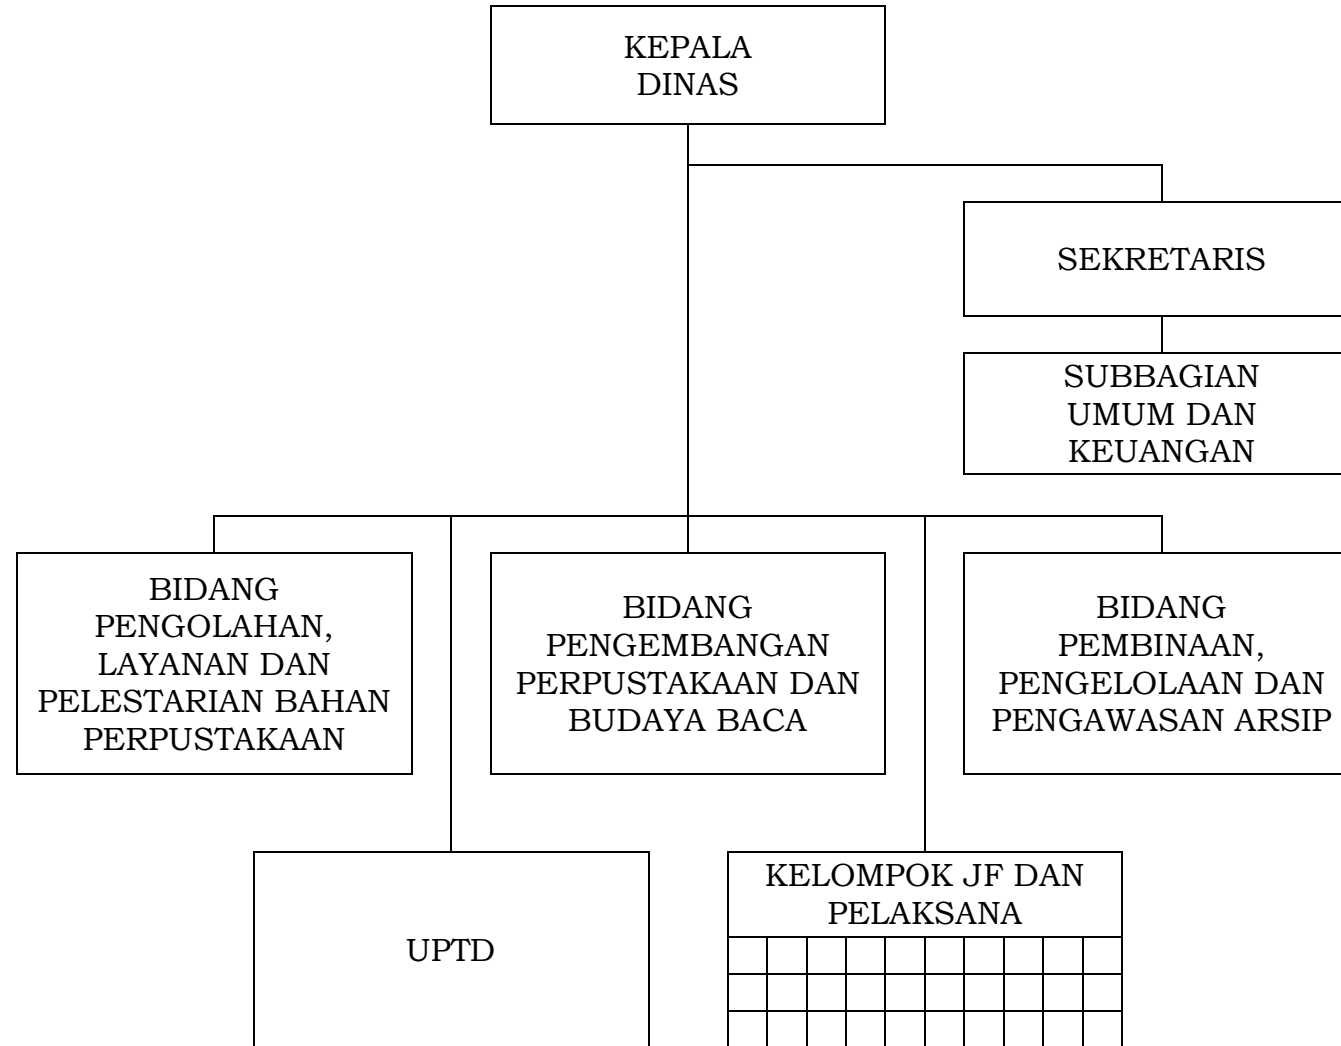 KEPALA
DINAS
SEKRETARIS
SUBBAGIAN
UMUM DAN
KEUANGAN
BIDANG
PENGOLAHAN,
LAYANAN DAN
PELESTARIAN BAHAN
PERPUSTAKAAN
BIDANG
PENGEMBANGAN
PERPUSTAKAAN DAN
BUDAYA BACA
BIDANG
PEMBINAAN,
PENGELOLAAN DAN
PENGAWASAN ARSIP
UPTD
KELOMPOK JF DAN
PELAKSANA